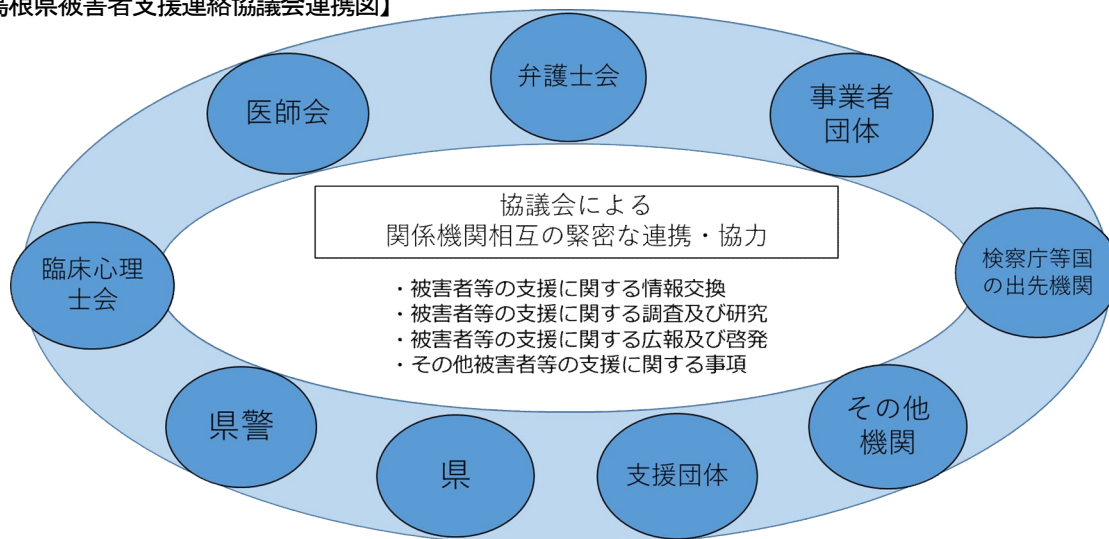 島根県被害者支援連絡協議会連携図】
弁護士会
医師会
事業者
団体
協議会による
関係機関相互の緊密な連携・協力
臨床心理
士会
検察庁等国
の出先機関
・被害者等の支援に関する情報交換
・被害者等の支援に関する調査及び研究
・被害者等の支援に関する広報及び啓発
・その他被害者等の支援に関する事項
県警
その他
機関
県
支援団体